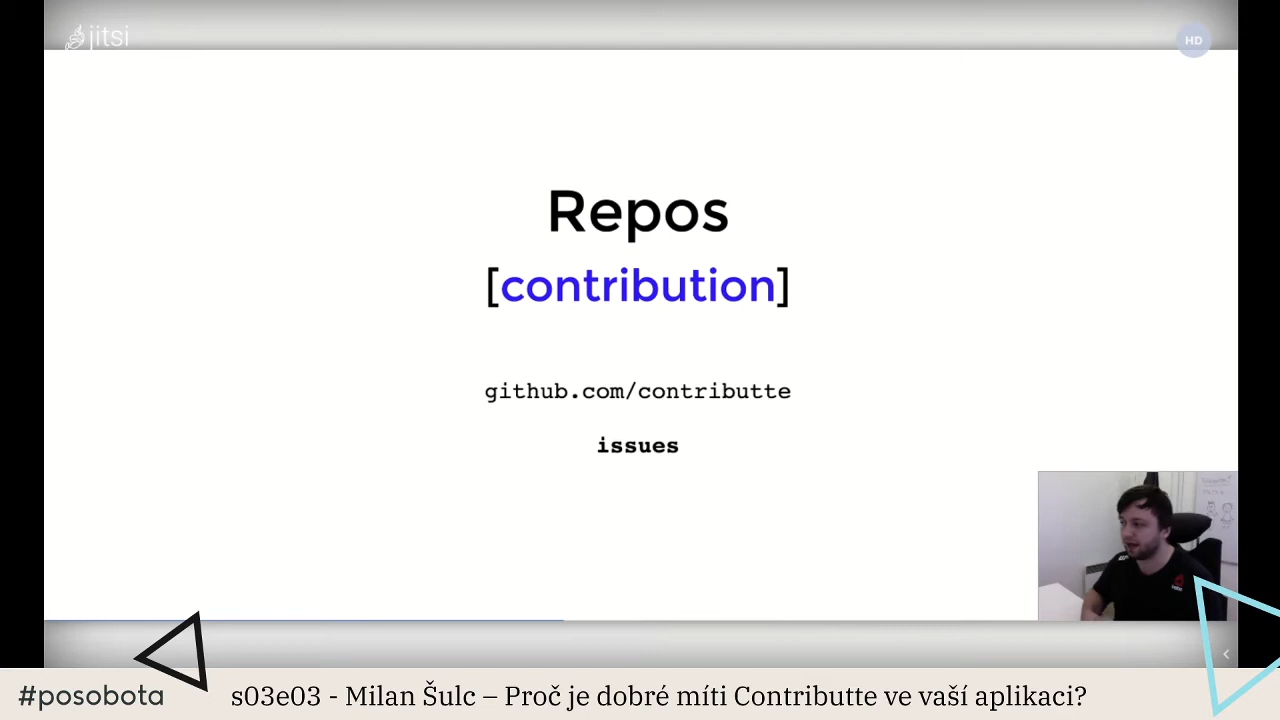 jitsi
HD
Repos
[contribution]
github.com/contributte
issues
#posobota
s03e03 - Milan Šulc – Proč je dobré míti Contributte ve vaší aplikaci?